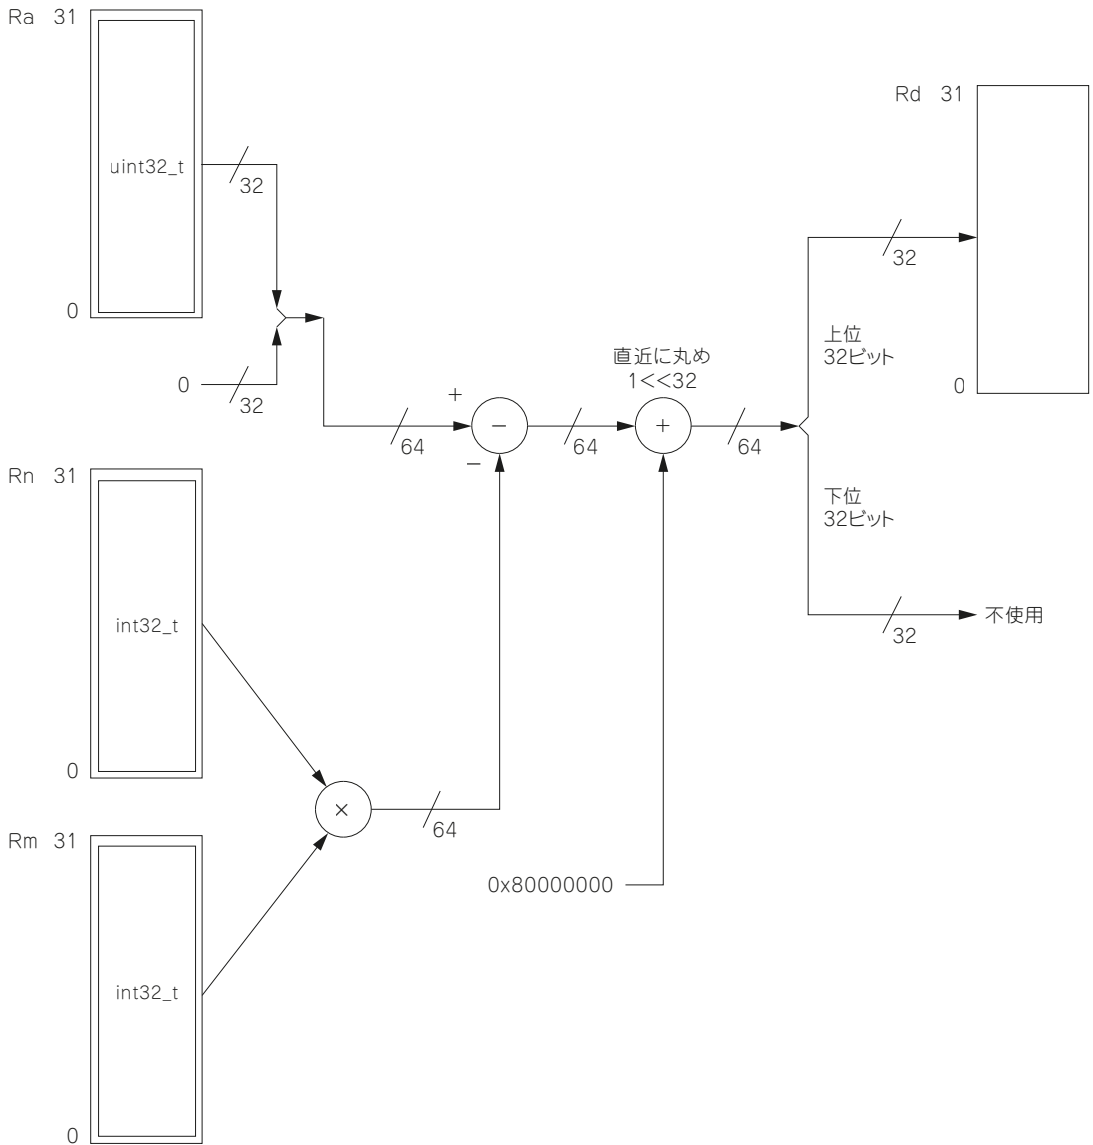 Ra 31
uint32_t
32
0
0
32
Rd 31
32
0
上位
32ビット
直近に丸め
1<<32
+
−
+
64
64
64
64
−
下位
32ビット
32
不使用
Rn 31
int32_t
0
×
Rm 31
int32_t
0
0x80000000